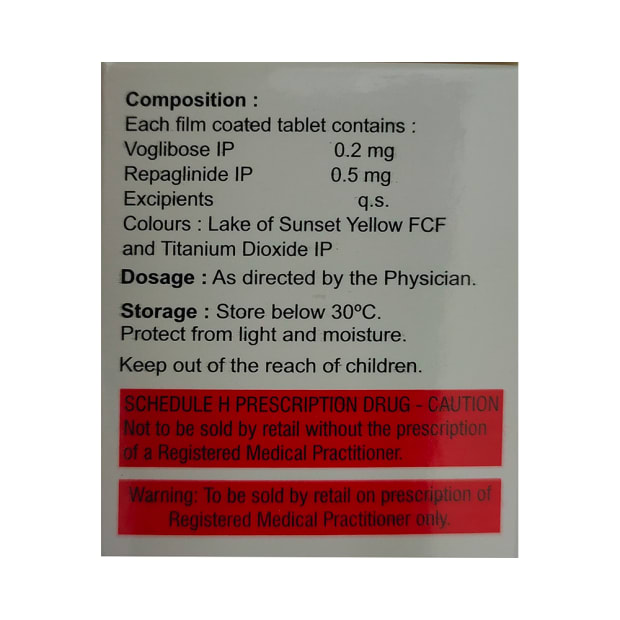 Composition :
Each film coated tablet contains :
Voglibose IP 0.2 mg
Repaglinide IP 0.5 mg
Excipients q.s.
Colours : Lake of Sunset Yellow FCF
and Titanium Dioxide IP
Dosage : As directed by the Physician.
Storage : Store below 30ºC.
Protect from light and moisture.
Keep out of the reach of children.
SCHEDULE H PRESCRIPTION DRUG - CAUTION
Not to be sold by retail without the prescription
of a Registered Medical Practitioner.
Warning: To be sold by retail on prescription of
Registered Medical Practitioner only.